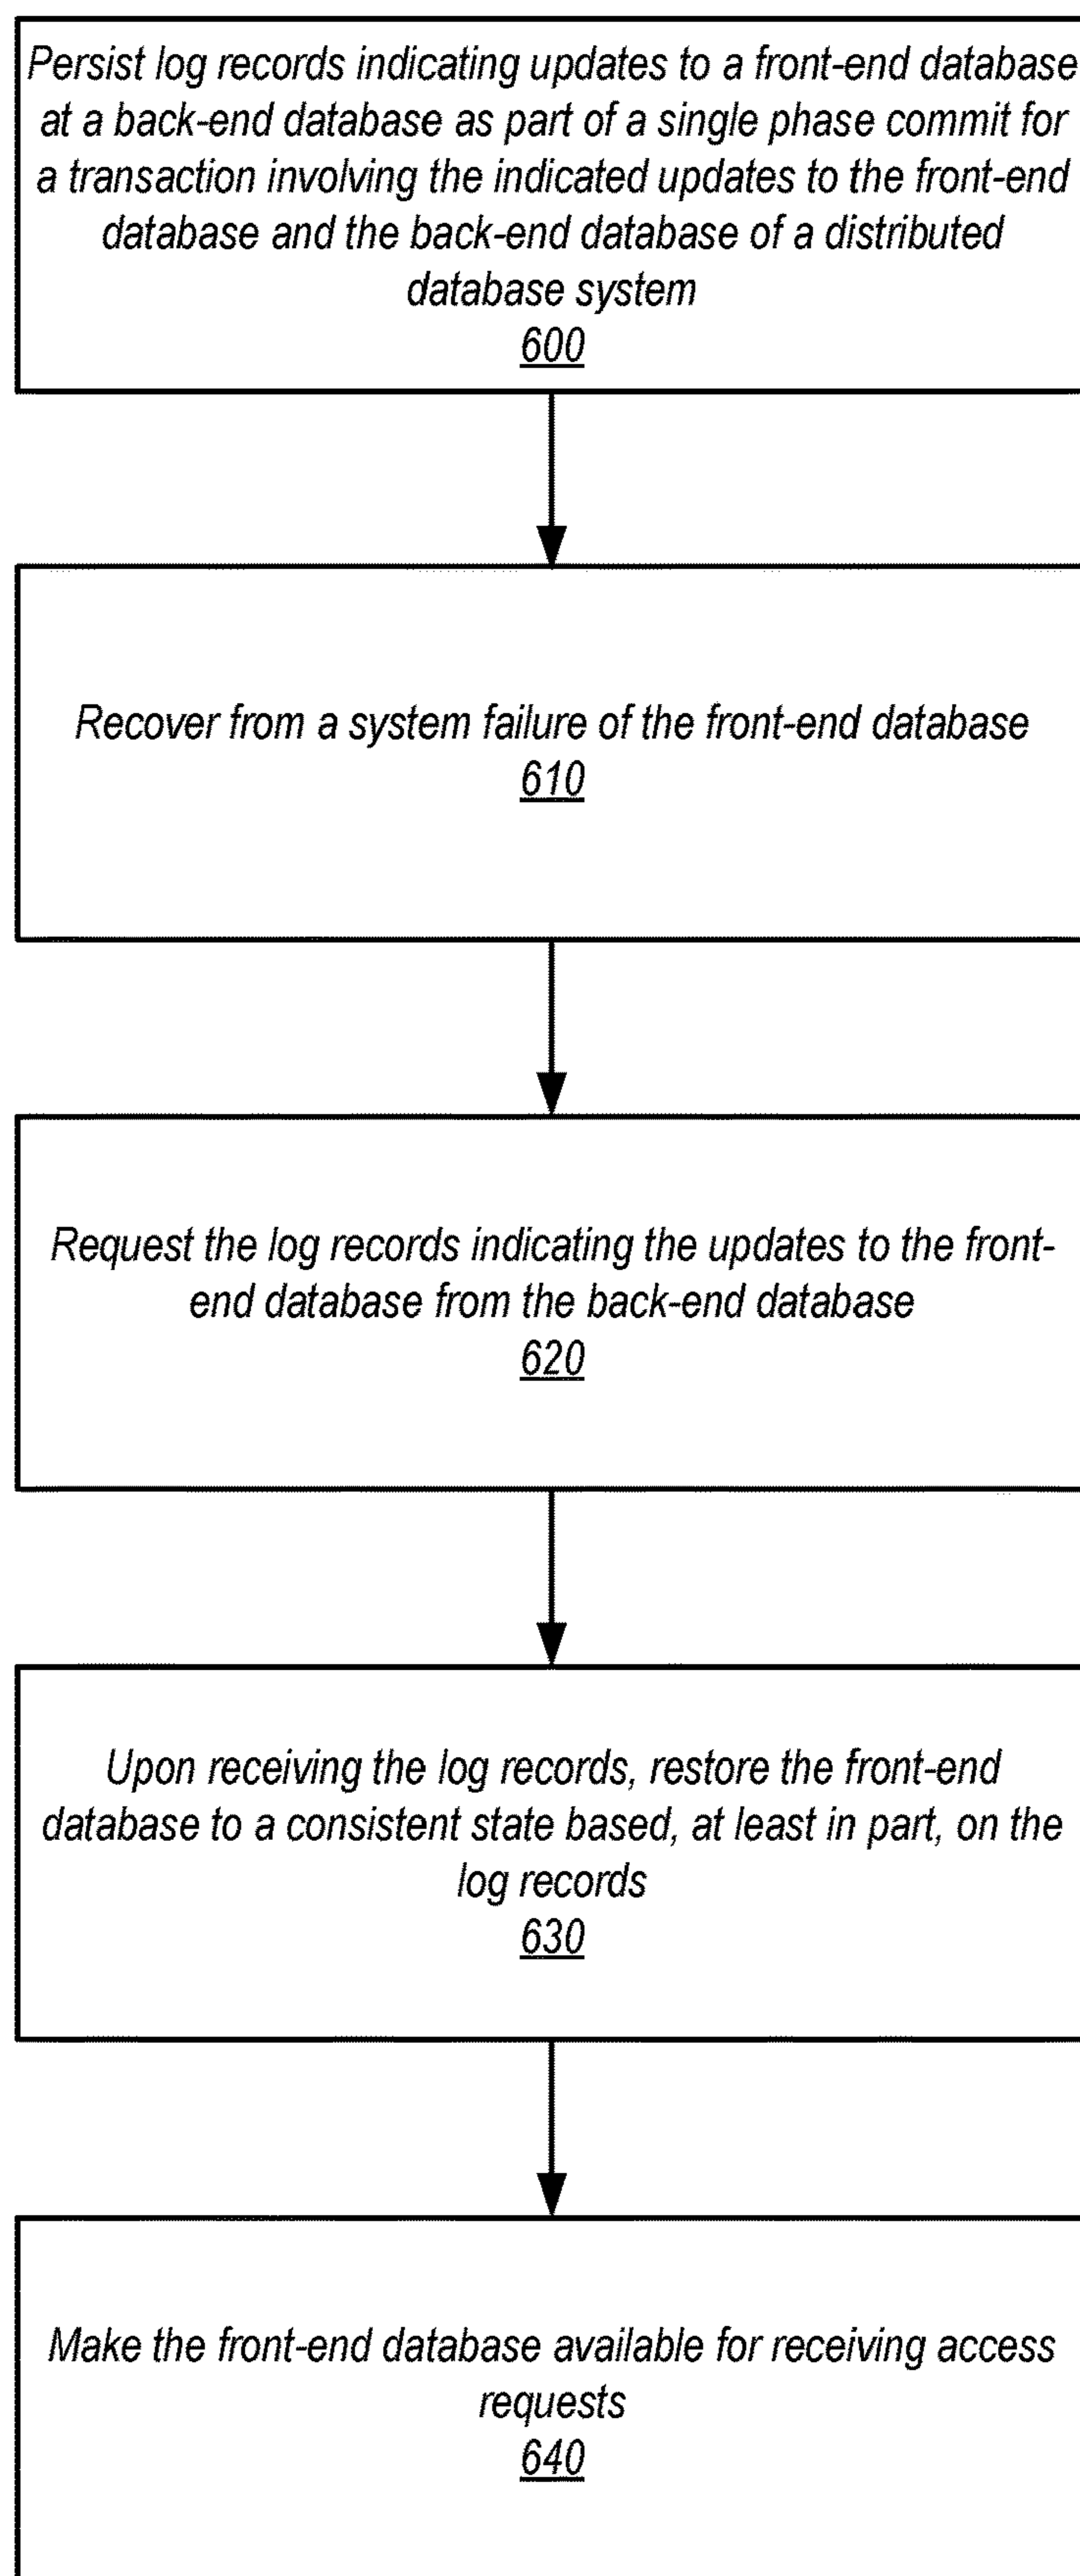 Persist log records indicating updates to a front-end database
at a back-end database as part of a single phase commit for
a transaction involving the indicated updates to the front-end
database and the back-end database of a distributed
database system
600
Recover from a system failure of the front-end database
610
Request the log records indicating the updates to the front-
end database from the back-end database
620
Upon receiving the log records, restore the front-end
database to a consistent state based, at least in part, on the
log records
630
Make the front-end database available for receiving access
requests
640